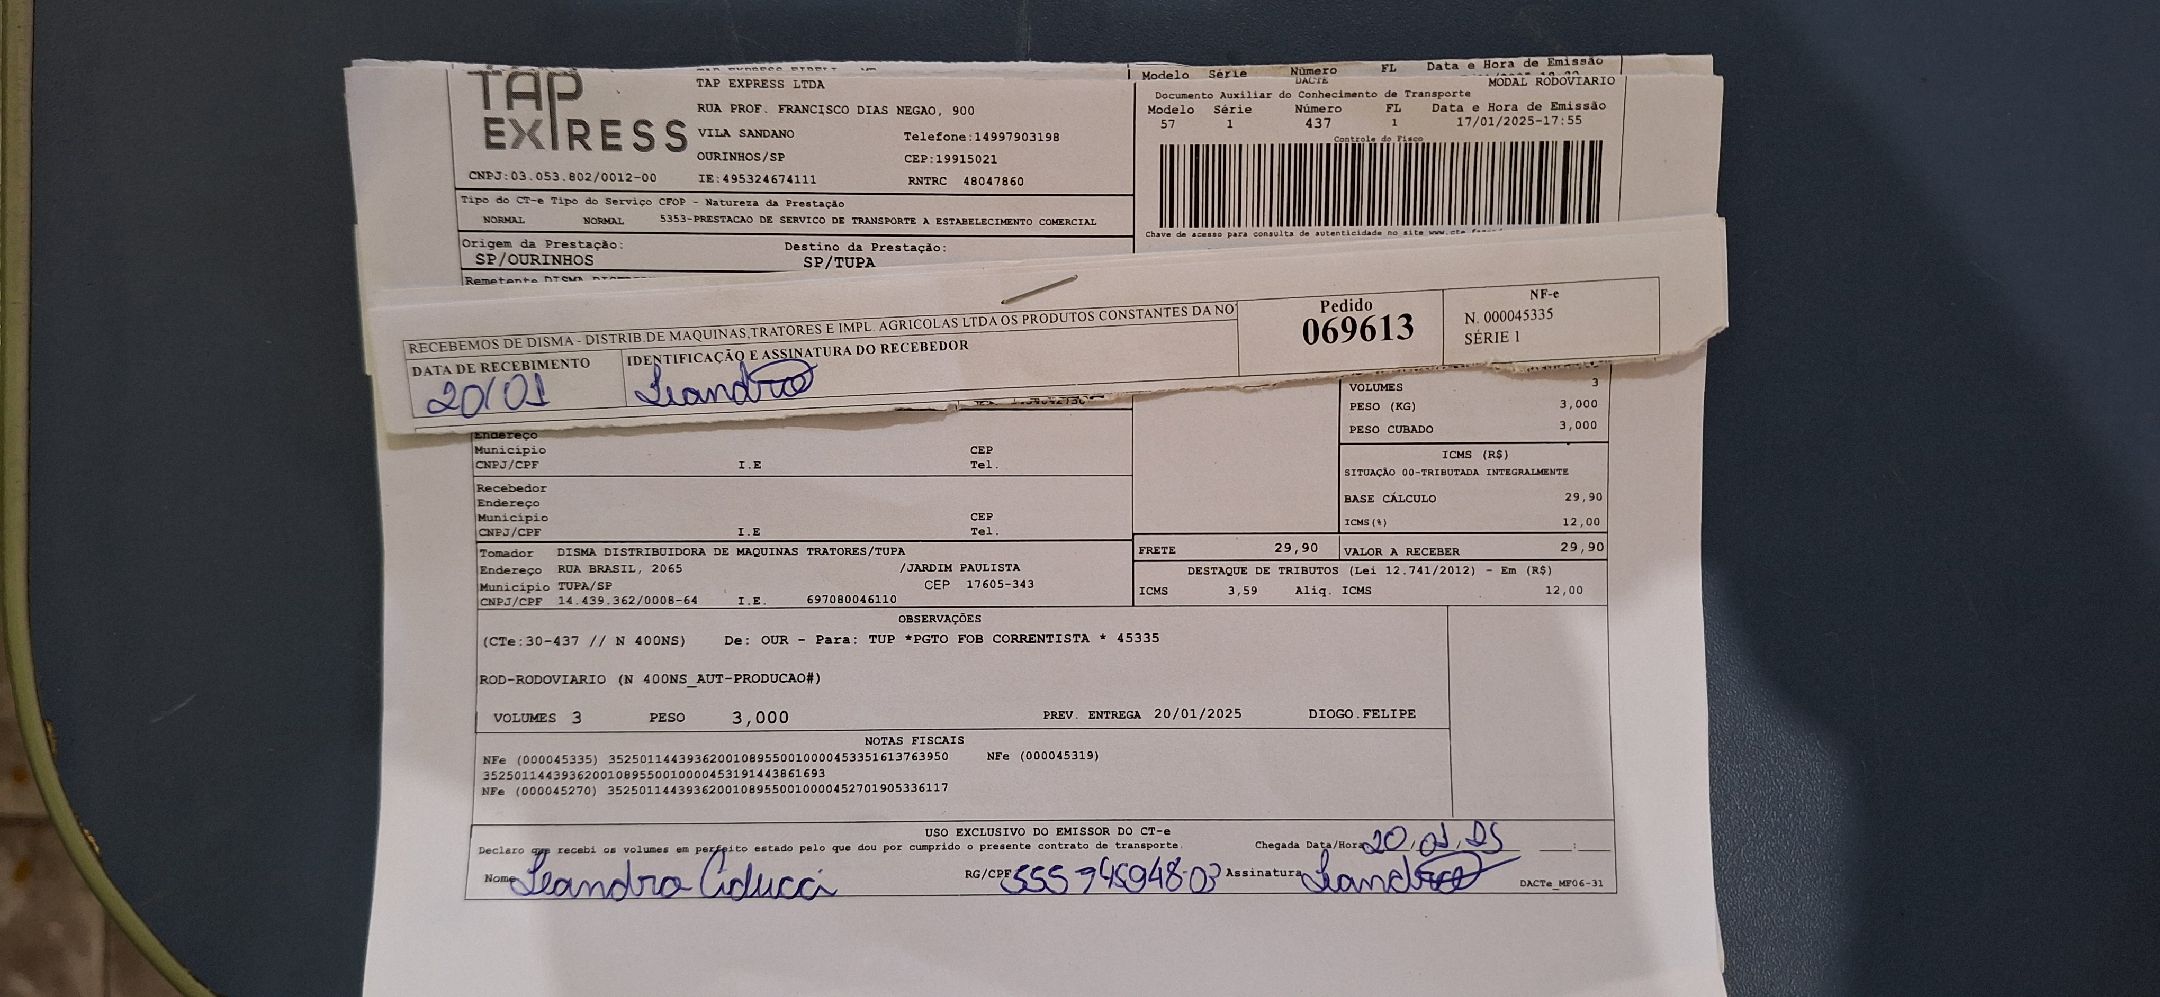 TAP
EXPRESS
TAP EXPRESS LTDA
RUA PROF. FRANCISCO DIAS NEGAO, 900
VILA SANDANO Telefone:14997903198
OURINHOS/SP CEP:19915021
CNPJ:03.053.802/0012-00 IE:495324674111 RNTRC 48047860
Modelo Série Número FL Data e Hora de Emissão
DACTE MODAL RODOVIARIO
Documento Auxiliar do Conhecimento de Transporte
Modelo Série Número FL Data e Hora de Emissão
57 1 437 1 17/01/2025-17:55
Controle do Fisco
Chave de acesso para consulta de autenticidade no site
Tipo do CT-e Tipo do Serviço CFOP - Natureza da Prestação
NORMAL NORMAL 5353-PRESTACAO DE SERVICO DE TRANSPORTE A ESTABELECIMENTO COMERCIAL
Origem da Prestação: Destino da Prestação:
SP/OURINHOS SP/TUPA
Remetente DISMA
RECEBEMOS DE DISMA - DISTRIB.DE MAQUINAS,TRATORES E IMPL. AGRICOLAS LTDA OS PRODUTOS CONSTANTES DA NO
DATA DE RECEBIMENTO IDENTIFICAÇÃO E ASSINATURA DO RECEBEDOR
20/01 Leandro
Pedido
069613
NF-e
N. 000045335
SÉRIE 1
VOLUMES 3
PESO (KG) 3,000
PESO CUBADO 3,000
ICMS (R$)
SITUAÇÃO 00-TRIBUTADA INTEGRALMENTE
BASE CÁLCULO 29,90
ICMS(%) 12,00
Endereço
Município CEP
CNPJ/CPF I.E Tel.
Recebedor
Endereço
Município CEP
CNPJ/CPF I.E Tel.
Tomador DISMA DISTRIBUIDORA DE MAQUINAS TRATORES/TUPA
Endereço RUA BRASIL, 2065 /JARDIM PAULISTA
Município TUPA/SP CEP 17605-343
CNPJ/CPF 14.439.362/0008-64 I.E. 697080046110
FRETE 29,90 VALOR A RECEBER 29,90
DESTAQUE DE TRIBUTOS (Lei 12.741/2012) - Em (R$)
ICMS 3,59 Aliq. ICMS 12,00
OBSERVAÇÕES
(CTe:30-437 // N 400NS) De: OUR - Para: TUP *PGTO FOB CORRENTISTA * 45335
ROD-RODOVIARIO (N 400NS_AUT-PRODUCAO#)
VOLUMES 3 PESO 3,000 PREV. ENTREGA 20/01/2025 DIOGO.FELIPE
NOTAS FISCAIS
NFe (000045335) 35250114439362001089550010000453351613763950 NFe (000045319)
35250114439362001089550010000453191443861693
NFe (000045270) 35250114439362001089550010000452701905336117
USO EXCLUSIVO DO EMISSOR DO CT-e
Declaro que recebi os volumes em perfeito estado pelo que dou por cumprido o presente contrato de transporte. Chegada Data/Hora 20/01/25 __:__
Nome Leandro RG/CPF Assinatura Leandro DACTe_MF06-31